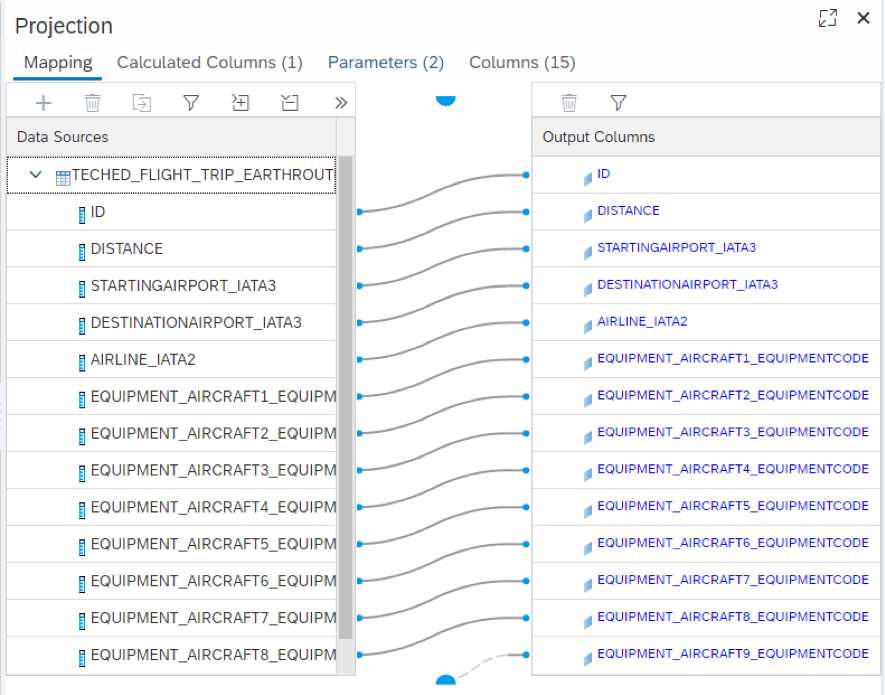 Projection
Mapping
Calculated Columns (1)
Parameters (2)
Columns (15)
Data Sources
TECHED_FLIGHT_TRIP_EARTHROUT
ID
DISTANCE
STARTINGAIRPORT_IATA3
DESTINATIONAIRPORT_IATA3
AIRLINE_IATA2
EQUIPMENT_AIRCRAFT1_EQUIPM
EQUIPMENT_AIRCRAFT2_EQUIPM
EQUIPMENT_AIRCRAFT3_EQUIPM
EQUIPMENT_AIRCRAFT4_EQUIPM
EQUIPMENT_AIRCRAFT5_EQUIPM
EQUIPMENT_AIRCRAFT6_EQUIPM
EQUIPMENT_AIRCRAFT7_EQUIPM
EQUIPMENT_AIRCRAFT8_EQUIPM
Output Columns
ID
DISTANCE
STARTINGAIRPORT_IATA3
DESTINATIONAIRPORT_IATA3
AIRLINE_IATA2
EQUIPMENT_AIRCRAFT1_EQUIPMENTCODE
EQUIPMENT_AIRCRAFT2_EQUIPMENTCODE
EQUIPMENT_AIRCRAFT3_EQUIPMENTCODE
EQUIPMENT_AIRCRAFT4_EQUIPMENTCODE
EQUIPMENT_AIRCRAFT5_EQUIPMENTCODE
EQUIPMENT_AIRCRAFT6_EQUIPMENTCODE
EQUIPMENT_AIRCRAFT7_EQUIPMENTCODE
EQUIPMENT_AIRCRAFT8_EQUIPMENTCODE
EQUIPMENT_AIRCRAFT9_EQUIPMENTCODE